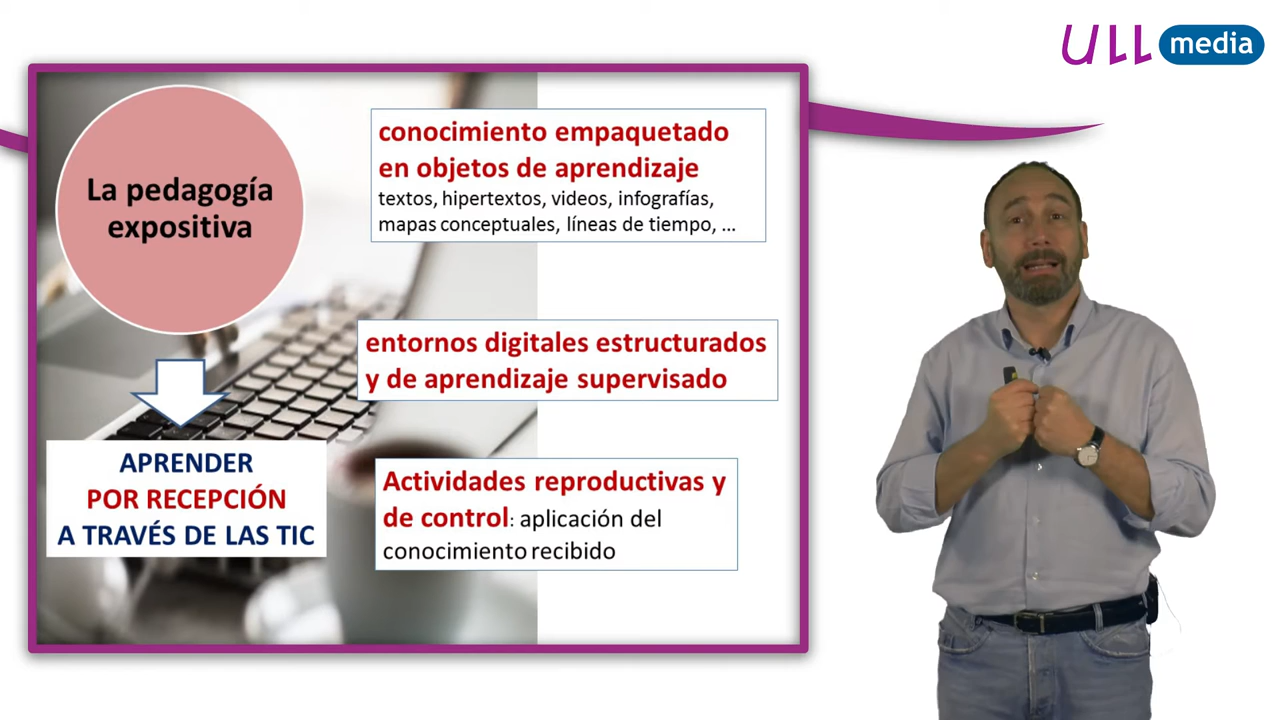 ULL media
La pedagogía
expositiva
APRENDER
POR RECEPCIÓN
A TRAVÉS DE LAS TIC
conocimiento empaquetado
en objetos de aprendizaje
textos, hipertextos, videos, infografías,
mapas conceptuales, líneas de tiempo, ...
entornos digitales estructurados
y de aprendizaje supervisado
Actividades reproductivas y
de control: aplicación del
conocimiento recibido